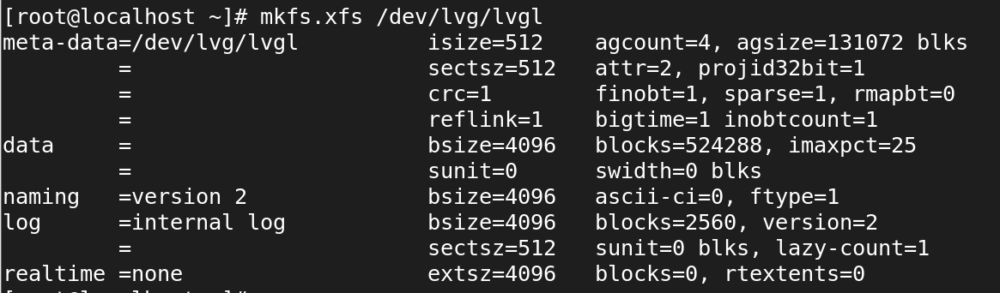 [root@localhost ~]# mkfs.xfs /dev/lvg/lvgl
meta-data=/dev/lvg/lvgl          isize=512    agcount=4, agsize=131072 blks
         =                       sectsz=512   attr=2, projid32bit=1
         =                       crc=1        finobt=1, sparse=1, rmapbt=0
         =                       reflink=1    bigtime=1 inobtcount=1
data     =                       bsize=4096   blocks=524288, imaxpct=25
         =                       sunit=0      swidth=0 blks
naming   =version 2              bsize=4096   ascii-ci=0, ftype=1
log      =internal log           bsize=4096   blocks=2560, version=2
         =                       sectsz=512   sunit=0 blks, lazy-count=1
realtime =none                   extsz=4096   blocks=0, rtextents=0